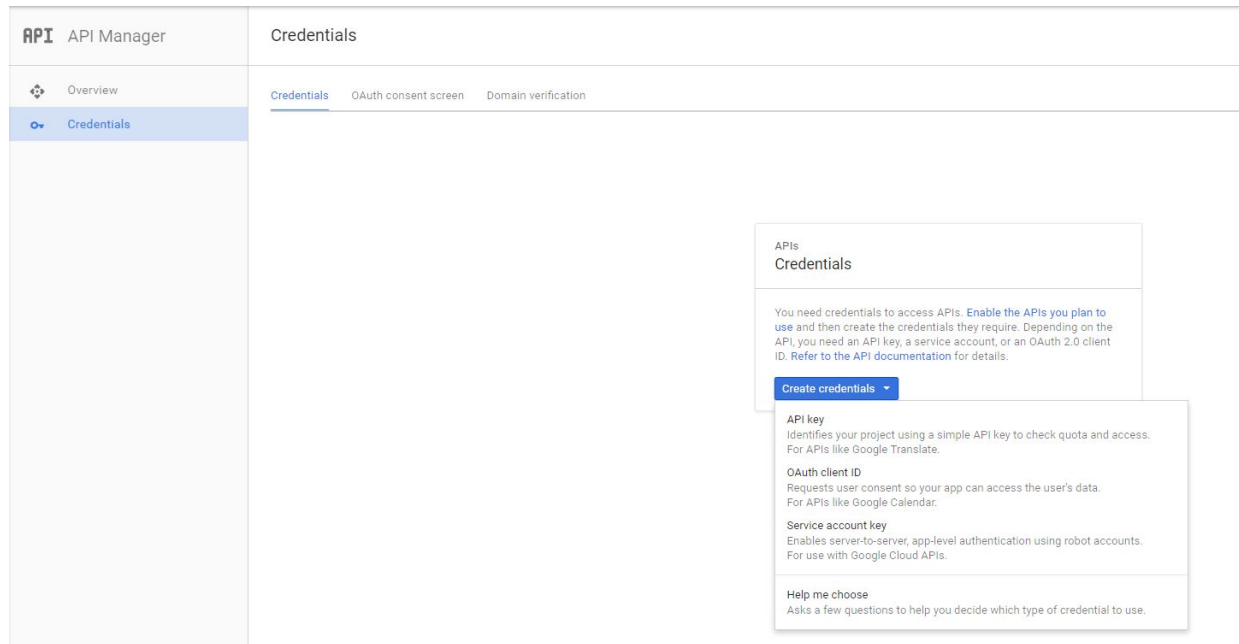 API API Manager
Credentials
Overview
Credentials
Credentials OAuth consent screen Domain verification
APIs
Credentials
You need credentials to access APIs. Enable the APIs you plan to
use and then create the credentials they require. Depending on the
API, you need an API key, a service account, or an OAuth 2.0 client
ID. Refer to the API documentation for details.
Create credentials
API key
Identifies your project using a simple API key to check quota and access.
For APIs like Google Translate.
OAuth client ID
Requests user consent so your app can access the user's data.
For APIs like Google Calendar.
Service account key
Enables server-to-server, app-level authentication using robot accounts.
For use with Google Cloud APIs.
Help me choose
Asks a few questions to help you decide which type of credential to use.